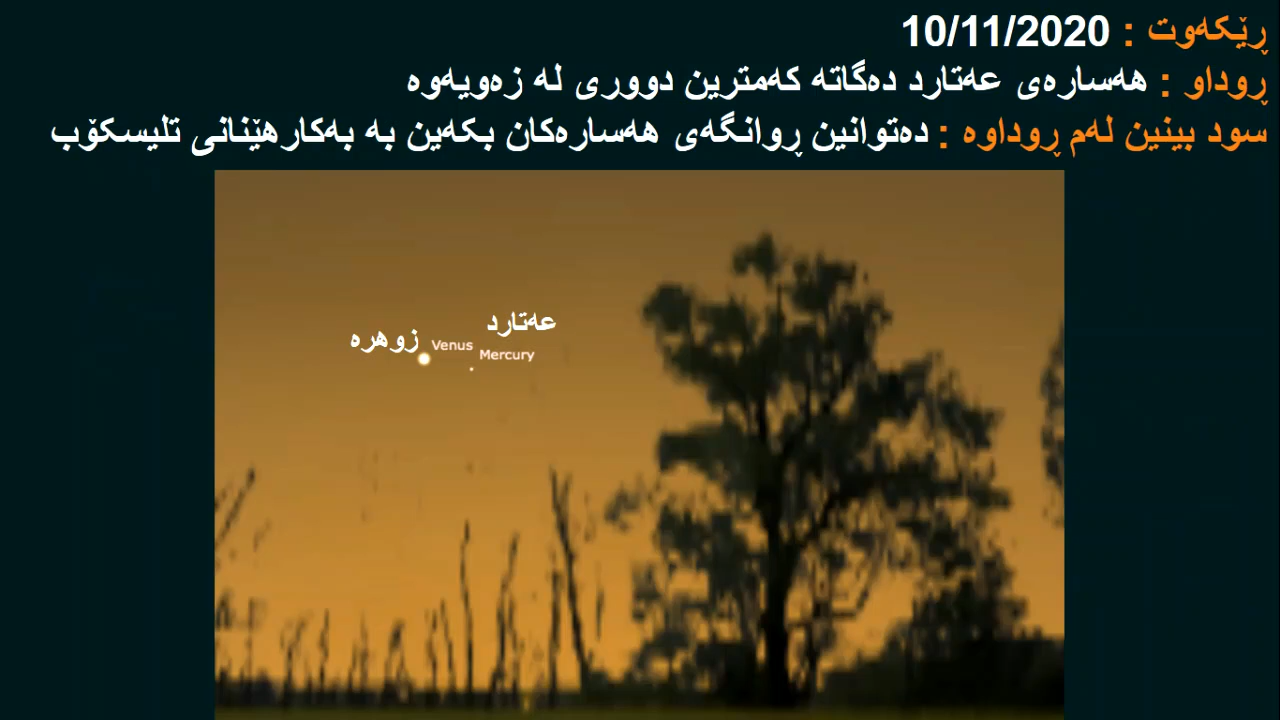 ڕێکەوت : 10/11/2020
ڕوداو : هەسارەی عەتارد دەگاتە کەمترین دووری لە زەویەوە
سود بینین لەم ڕوداوە : دەتوانین ڕوانگەی هەسارەکان بکەین بە بەکارهێنانی تلیسکۆپ
عەتارد
زوهرە
Venus
Mercury